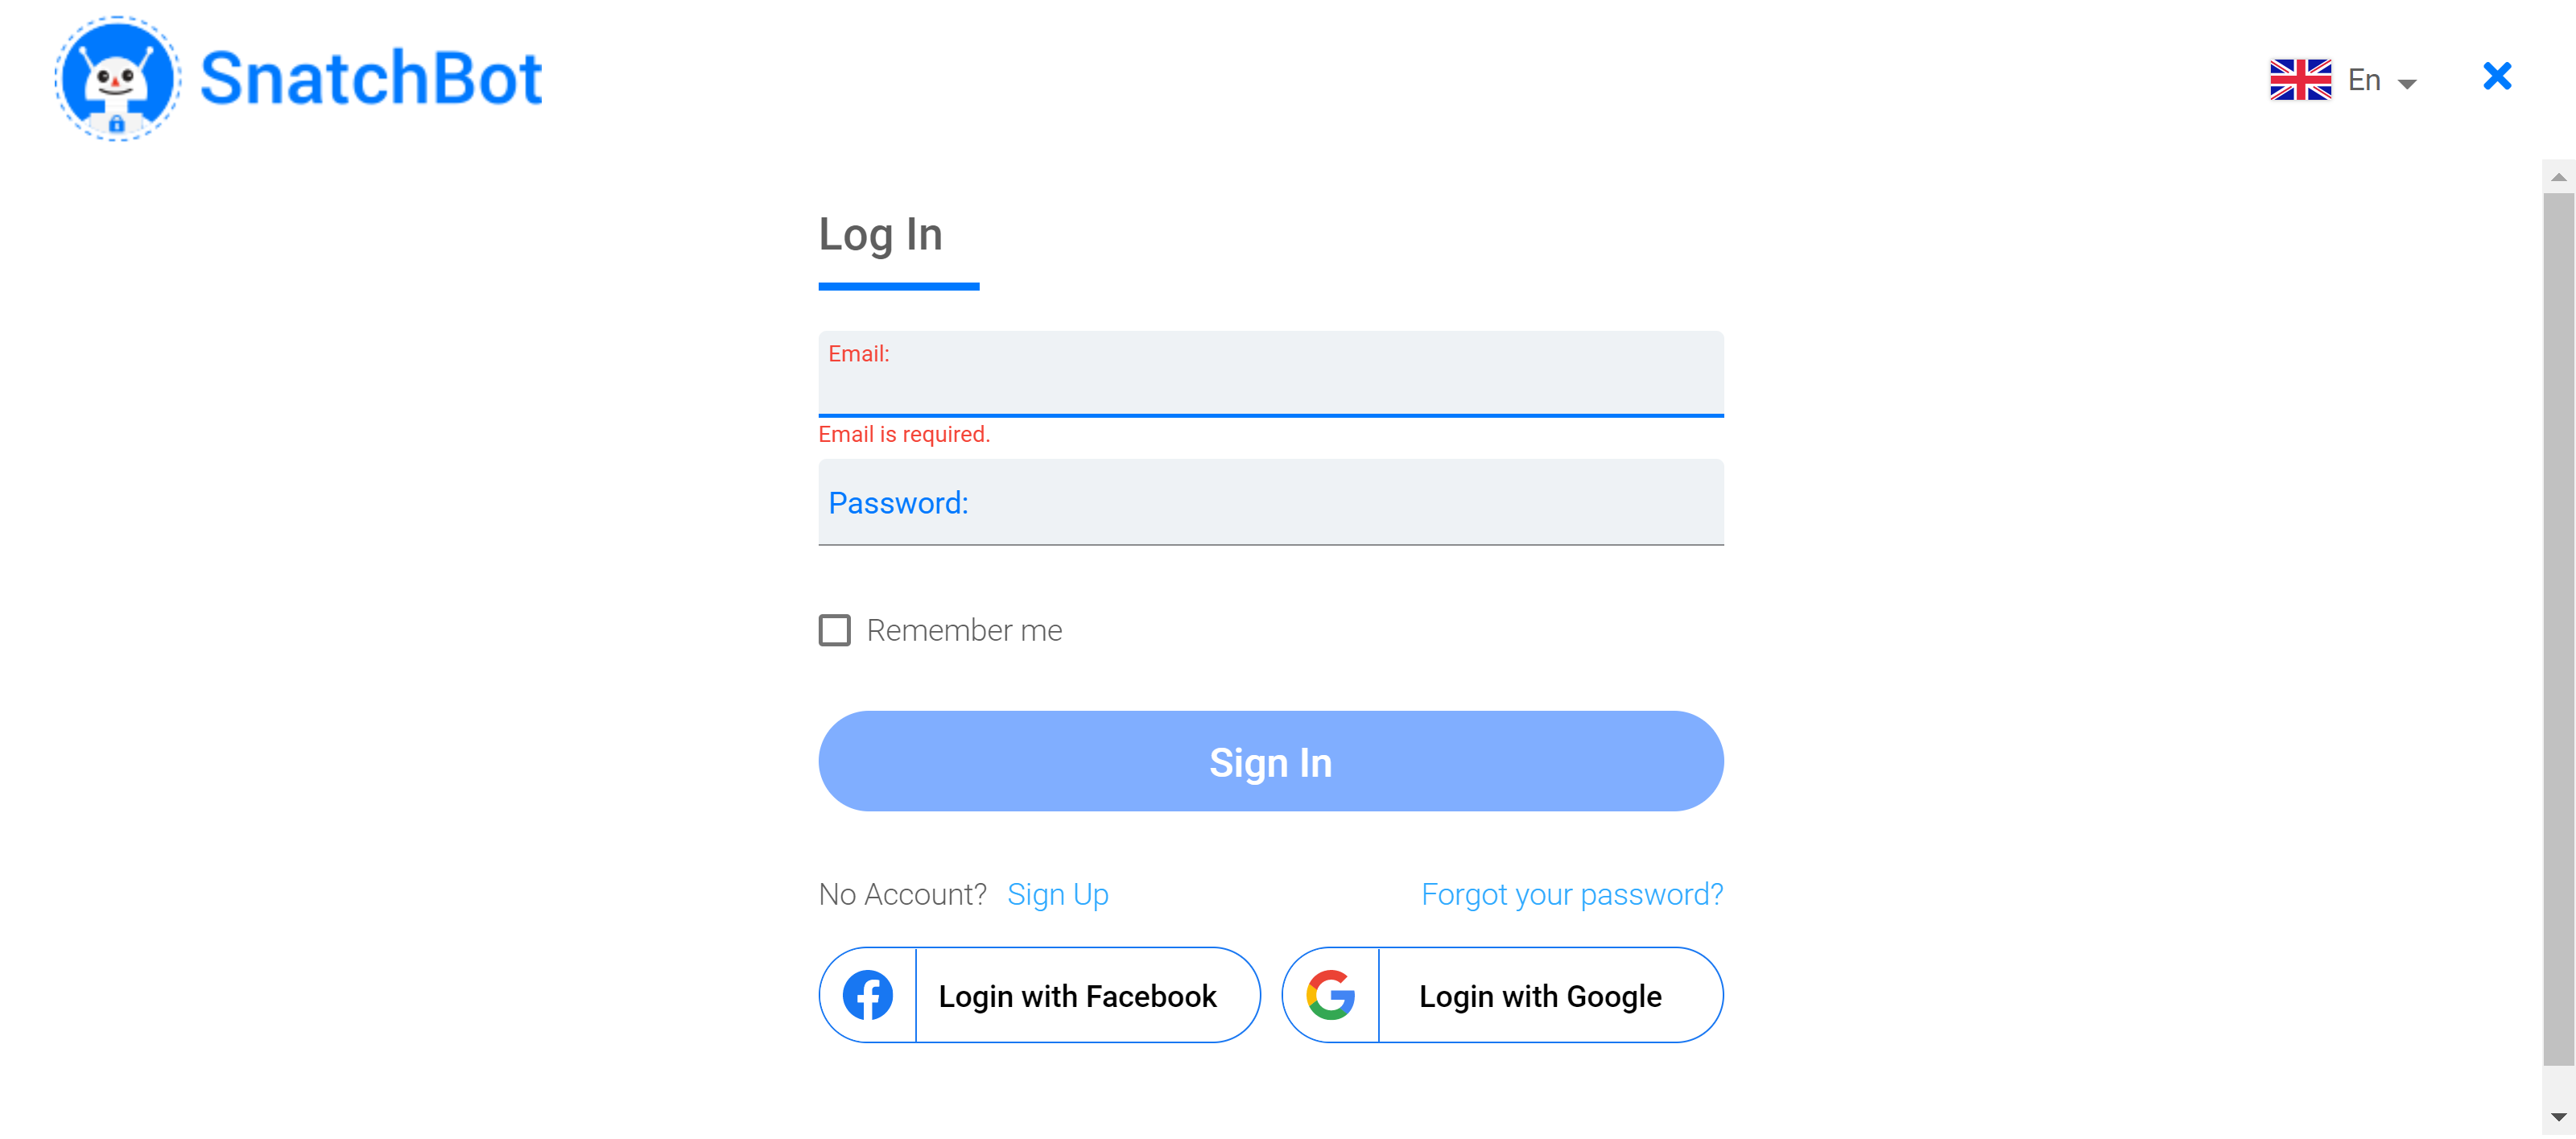 SnatchBot
En
Log In
Email:
Email is required.
Password:
Remember me
Sign In
No Account? Sign Up
Forgot your password?
Login with Facebook
Login with Google